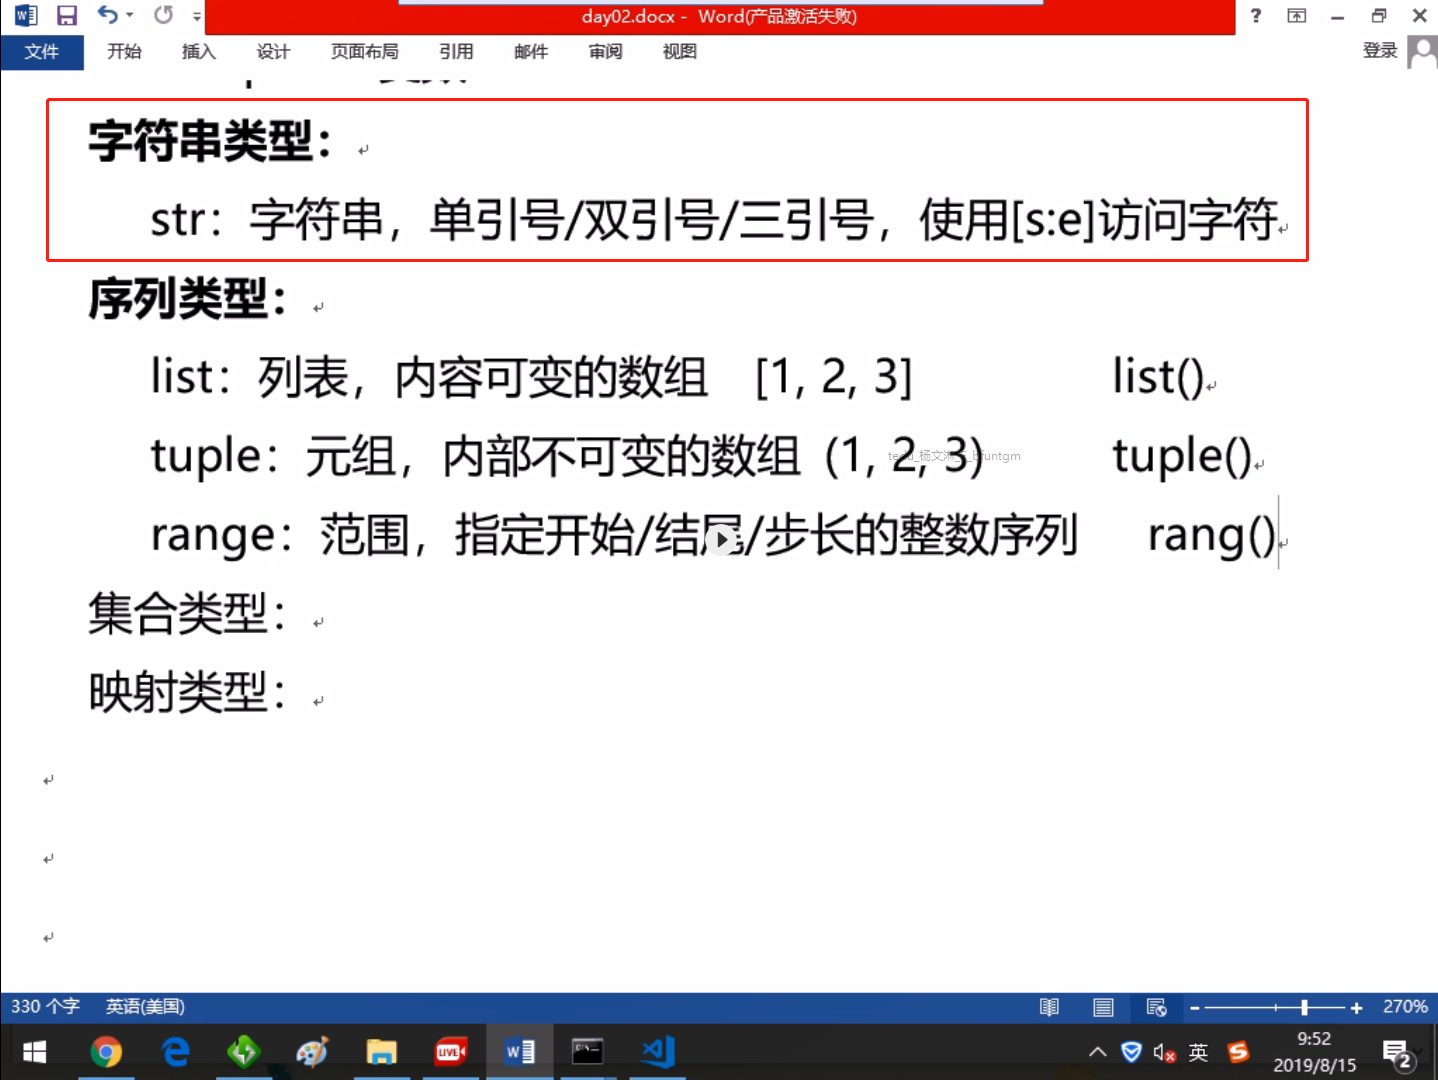 day02.docx - Word(产品激活失败)
文件 开始 插入 设计 页面布局 引用 邮件 审阅 视图 登录
字符串类型：
str：字符串，单引号/双引号/三引号，使用[s:e]访问字符
序列类型：
list：列表，内容可变的数组 [1, 2, 3] list()
tuple：元组，内部不可变的数组 (1, 2, 3) tuple()
range：范围，指定开始/结尾/步长的整数序列 rang()
集合类型：
映射类型：
330 个字 英语(美国) 270%
LIVE 英 9:52
2019/8/15 2